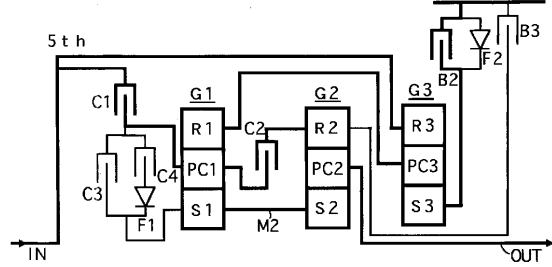 5th
B3
F2
B2
G1
G2
G3
C1
C2
R1
R2
R3
C3
C4
PC1
PC2
PC3
F1
S1
S2
S3
M2
IN
OUT